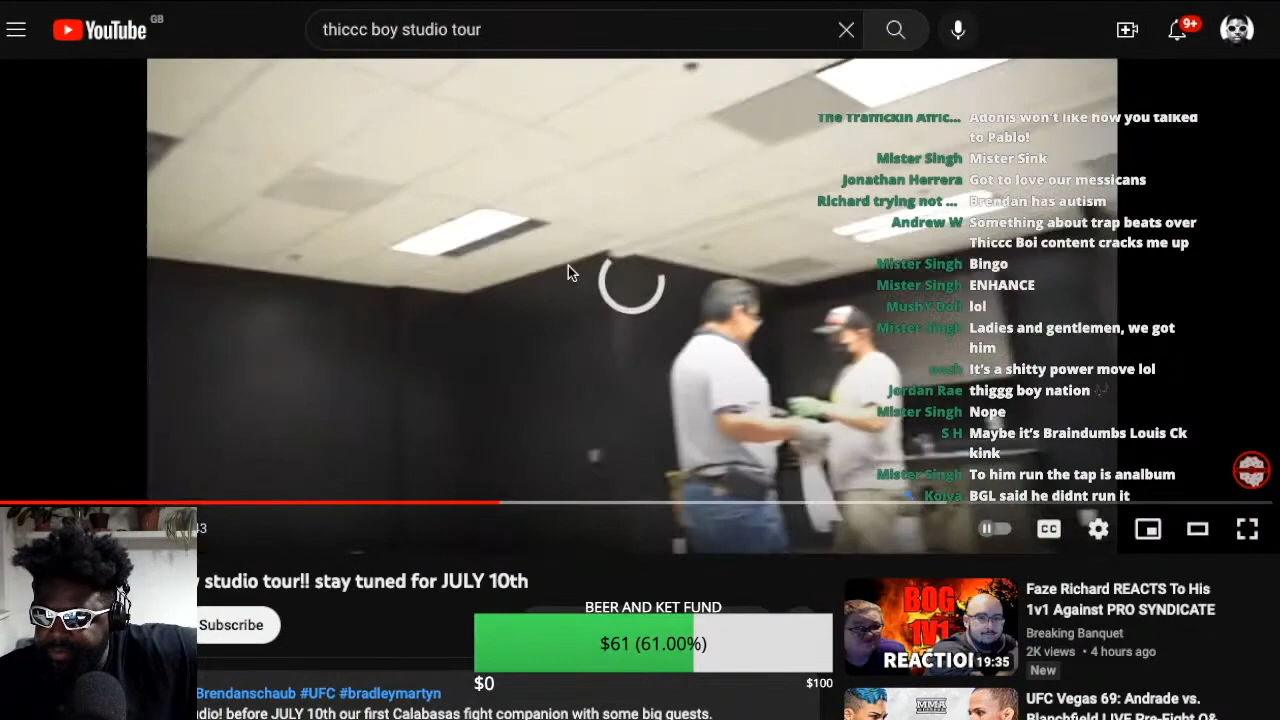 YouTube GB
thiccc boy studio tour
9+
The Traffickin Afric... Adonis won't like how you talked
to Pablo!
Mister Singh Mister Sink
Jonathan Herrera Got to love our messicans
Richard trying not ... Brendan has autism
Andrew W Something about trap beats over
Thiccc Boi content cracks me up
Mister Singh Bingo
Mister Singh ENHANCE
MushY Doll lol
Mister Singh Ladies and gentlemen, we got
him
It's a shitty power move lol
Jordan Rae thiggg boy nation 🎶
Mister Singh Nope
S H Maybe it's Braindumbs Louis Ck
kink
Mister Singh To him run the tap is analbum
Koiya BGL said he didnt run it
43
CC
studio tour!! stay tuned for JULY 10th
Subscribe
BEER AND KET FUND
$61 (61.00%)
$0 $100
Brendanschaub #UFC #bradleymartyn
before JULY 10th our first Calabasas fight companion with some big guests.
BOG
1V1
REACTIO
19:35
Faze Richard REACTS To His
1v1 Against PRO SYNDICATE
Breaking Banquet
2K views • 4 hours ago
New
MMA
UFC Vegas 69: Andrade vs.
Blanchfield LIVE Pre-Fight Q&